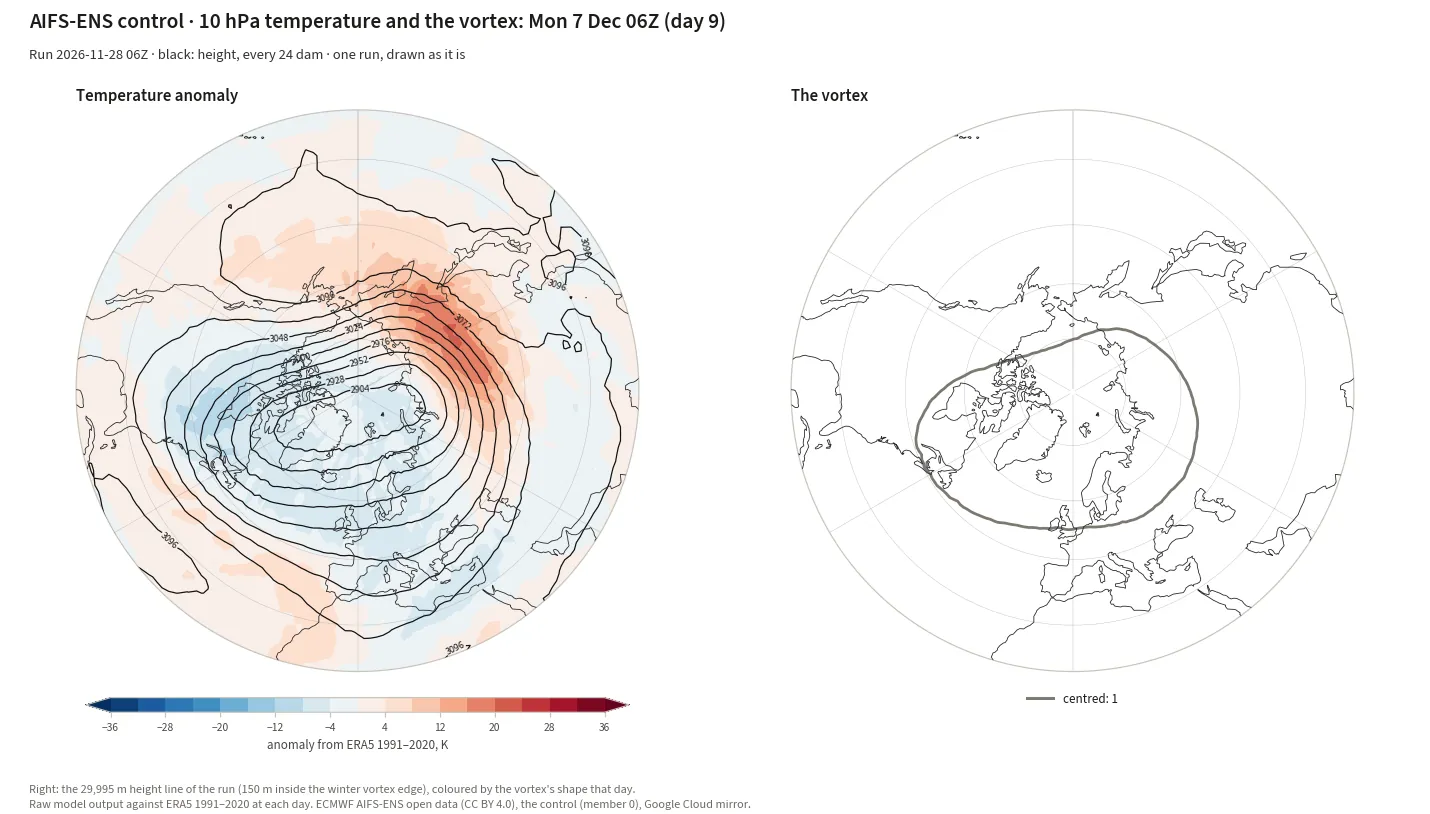 AIFS-ENS control · 10 hPa temperature and the vortex: Mon 7 Dec 06Z (day 9)
Run 2026-11-28 06Z · black: height, every 24 dam · one run, drawn as it is
Temperature anomaly
The vortex
3096
3096
3096
3072
3024
3048
2976
3000
2952
2928
2904
3096
3096
centred: 1
−36 −28 −20 −12 −4 4 12 20 28 36
anomaly from ERA5 1991–2020, K
Right: the 29,995 m height line of the run (150 m inside the winter vortex edge), coloured by the vortex's shape that day.
Raw model output against ERA5 1991–2020 at each day. ECMWF AIFS-ENS open data (CC BY 4.0), the control (member 0), Google Cloud mirror.